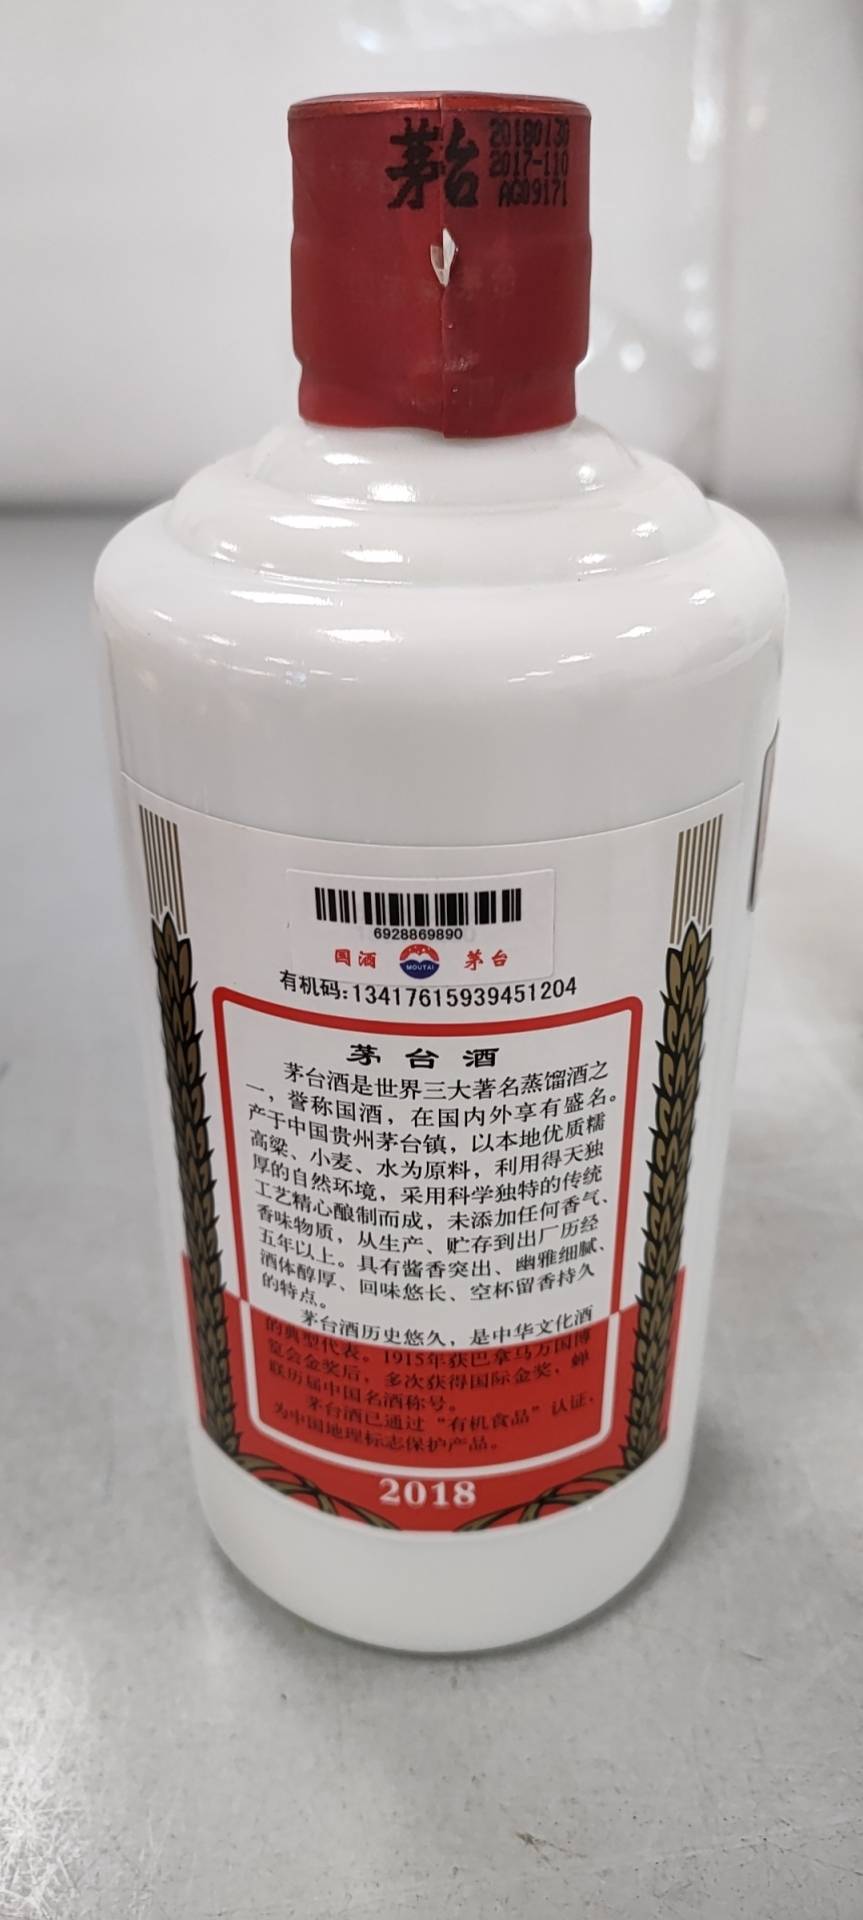 茅台
20180130
2017-110
AG09171
6928869890
国酒 MOUTAI 茅台
有机码:13417615939451204
茅台酒
茅台酒是世界三大著名蒸馏酒之
一，誉称国酒，在国内外享有盛名。
产于中国贵州茅台镇，以本地优质糯
高粱、小麦、水为原料，利用得天独
厚的自然环境，采用科学独特的传统
工艺精心酿制而成，未添加任何香气、
香味物质，从生产、贮存到出厂历经
五年以上。具有酱香突出、幽雅细腻、
酒体醇厚、回味悠长、空杯留香持久
的特点。
茅台酒历史悠久，是中华文化酒
的典型代表。1915年获巴拿马万国博
览会金奖后，多次获得国际金奖，蝉
联历届中国名酒称号。
茅台酒已通过“有机食品”认证，
为中国地理标志保护产品。
2018